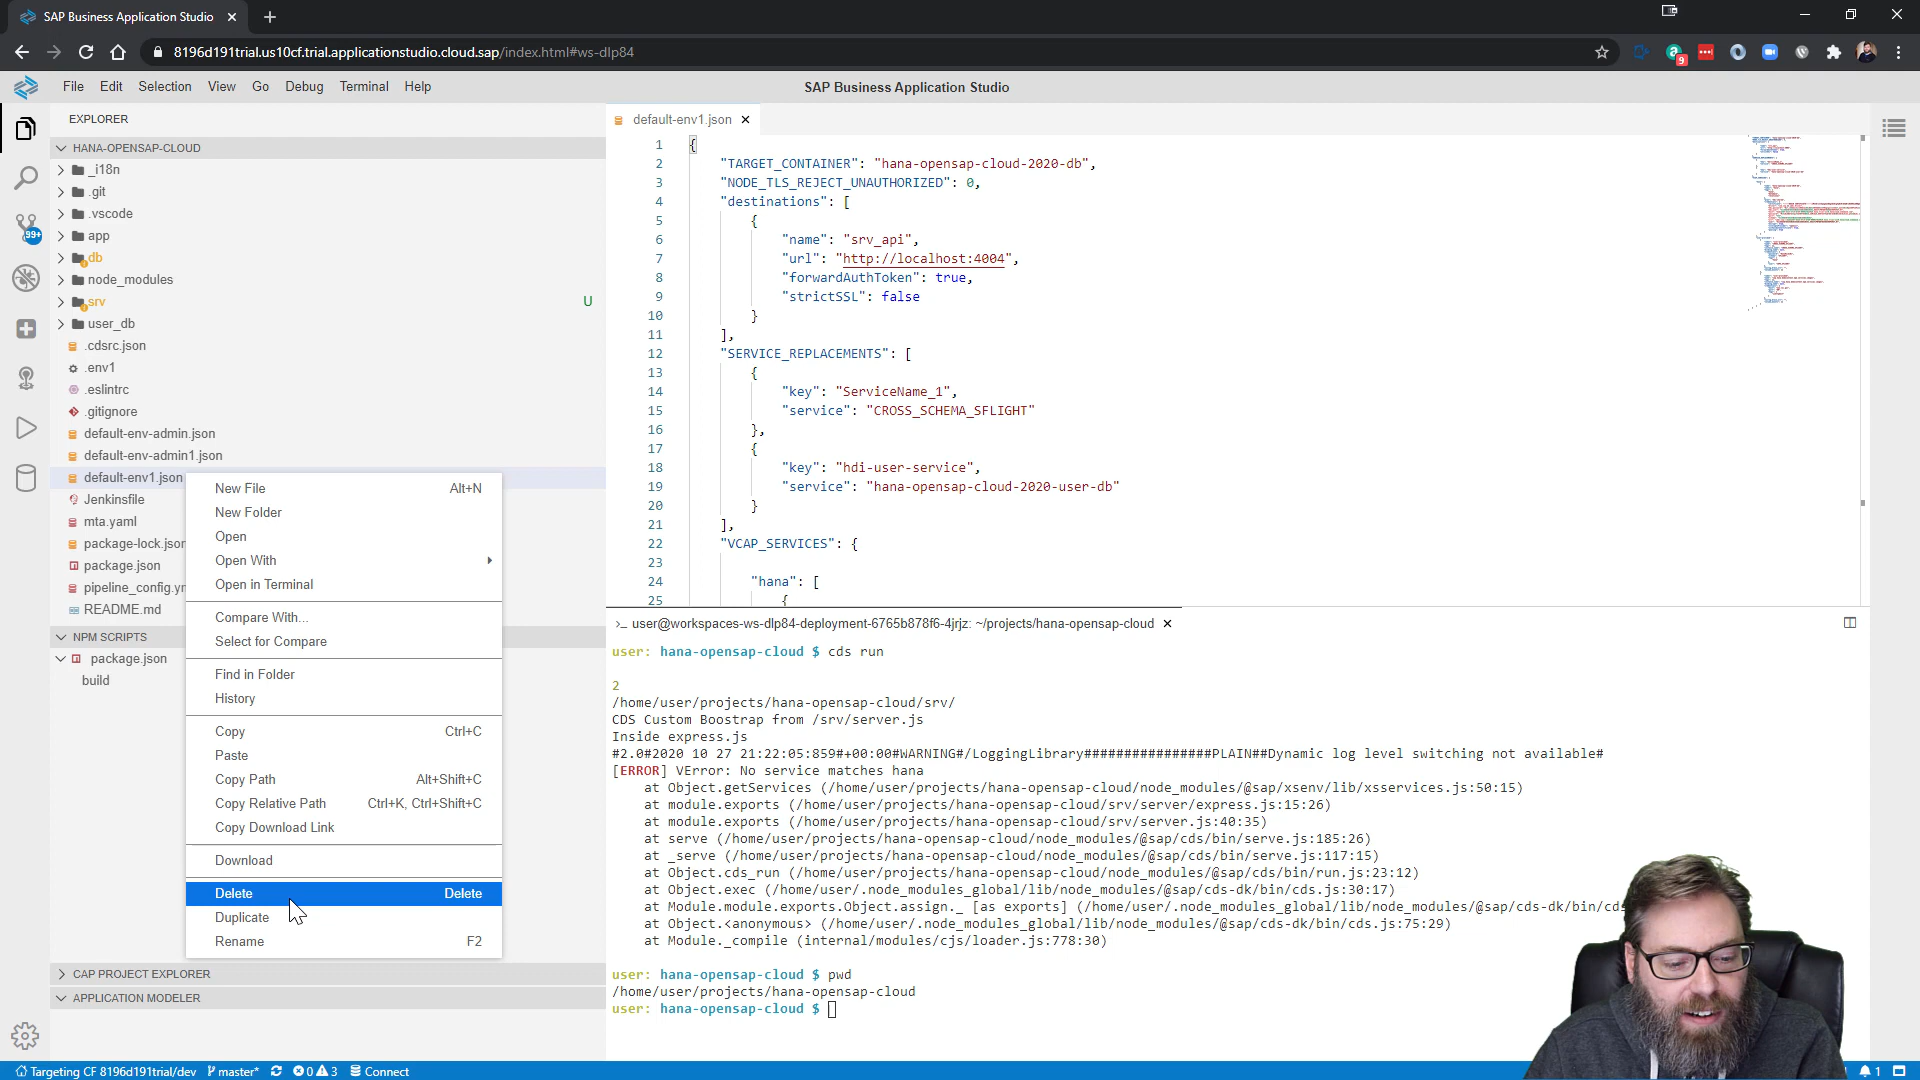 SAP Business Application Studio
8196d191trial.us10cf.trial.applicationstudio.cloud.sap/index.html#ws-dlp84
9
File Edit Selection View Go Debug Terminal Help
SAP Business Application Studio
EXPLORER
HANA-OPENSAP-CLOUD
_i18n
.git
.vscode
99+
app
db
node_modules
srv U
user_db
.cdsrc.json
.env1
.eslintrc
.gitignore
default-env-admin.json
default-env-admin1.json
default-env1.json
Jenkinsfile
mta.yaml
package-lock.json
package.json
pipeline_config.ym
README.md
NPM SCRIPTS
package.json
build
CAP PROJECT EXPLORER
APPLICATION MODELER
New File Alt+N
New Folder
Open
Open With
Open in Terminal
Compare With...
Select for Compare
Find in Folder
History
Copy Ctrl+C
Paste
Copy Path Alt+Shift+C
Copy Relative Path Ctrl+K, Ctrl+Shift+C
Copy Download Link
Download
Delete Delete
Duplicate
Rename F2
default-env1.json
1 {
2 "TARGET_CONTAINER": "hana-opensap-cloud-2020-db",
3 "NODE_TLS_REJECT_UNAUTHORIZED": 0,
4 "destinations": [
5 {
6 "name": "srv_api",
7 "url": "http://localhost:4004",
8 "forwardAuthToken": true,
9 "strictSSL": false
10 }
11 ],
12 "SERVICE_REPLACEMENTS": [
13 {
14 "key": "ServiceName_1",
15 "service": "CROSS_SCHEMA_SFLIGHT"
16 },
17 {
18 "key": "hdi-user-service",
19 "service": "hana-opensap-cloud-2020-user-db"
20 }
21 ],
22 "VCAP_SERVICES": {
23
24 "hana": [
25 {
>_ user@workspaces-ws-dlp84-deployment-6765b878f6-4jrjz: ~/projects/hana-opensap-cloud
user: hana-opensap-cloud $ cds run
2
/home/user/projects/hana-opensap-cloud/srv/
CDS Custom Boostrap from /srv/server.js
Inside express.js
#2.0#2020 10 27 21:22:05:859#+00:00#WARNING#/LoggingLibrary################PLAIN##Dynamic log level switching not available#
[ERROR] VError: No service matches hana
at Object.getServices (/home/user/projects/hana-opensap-cloud/node_modules/@sap/xsenv/lib/xsservices.js:50:15)
at module.exports (/home/user/projects/hana-opensap-cloud/srv/server/express.js:15:26)
at module.exports (/home/user/projects/hana-opensap-cloud/srv/server.js:40:35)
at serve (/home/user/projects/hana-opensap-cloud/node_modules/@sap/cds/bin/serve.js:185:26)
at _serve (/home/user/projects/hana-opensap-cloud/node_modules/@sap/cds/bin/serve.js:117:15)
at Object.cds_run (/home/user/projects/hana-opensap-cloud/node_modules/@sap/cds/bin/run.js:23:12)
at Object.exec (/home/user/.node_modules_global/lib/node_modules/@sap/cds-dk/bin/cds.js:30:17)
at Module.module.exports.Object.assign._ [as exports] (/home/user/.node_modules_global/lib/node_modules/@sap/cds-dk/bin/cds
at Object.<anonymous> (/home/user/.node_modules_global/lib/node_modules/@sap/cds-dk/bin/cds.js:75:29)
at Module._compile (internal/modules/cjs/loader.js:778:30)
user: hana-opensap-cloud $ pwd
/home/user/projects/hana-opensap-cloud
user: hana-opensap-cloud $
Targeting CF 8196d191trial/dev master* 0 3 Connect 1